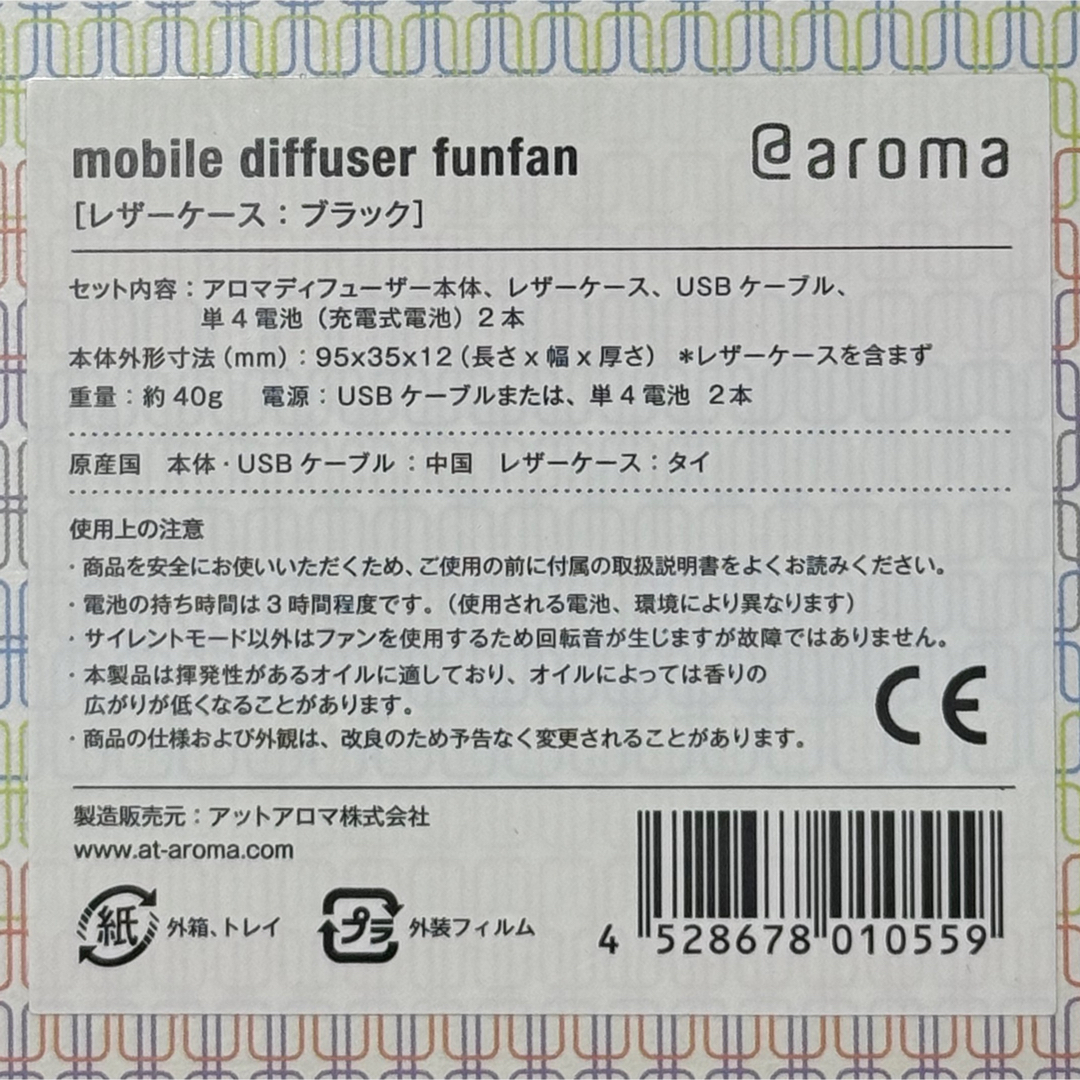 mobile diffuser funfan
@aroma
[レザーケース：ブラック]
セット内容：アロマディフューザー本体、レザーケース、USB ケーブル、
単4電池（充電式電池）2本
本体外形寸法（mm）：95x35x12（長さ x 幅 x 厚さ） *レザーケースを含まず
重量：約 40g 電源：USB ケーブルまたは、単4電池 2本
原産国 本体・USB ケーブル：中国 レザーケース：タイ
使用上の注意
・商品を安全にお使いいただくため、ご使用の前に付属の取扱説明書をよくお読みください。
・電池の持ち時間は3時間程度です。（使用される電池、環境により異なります）
・サイレントモード以外はファンを使用するため回転音が生じますが故障ではありません。
・本製品は揮発性があるオイルに適しており、オイルによっては香りの
広がりが低くなることがあります。
・商品の仕様および外観は、改良のため予告なく変更されることがあります。
CE
製造販売元：アットアロマ株式会社
www.at-aroma.com
紙 外箱、トレイ
プラ 外装フィルム
4 528678 010559